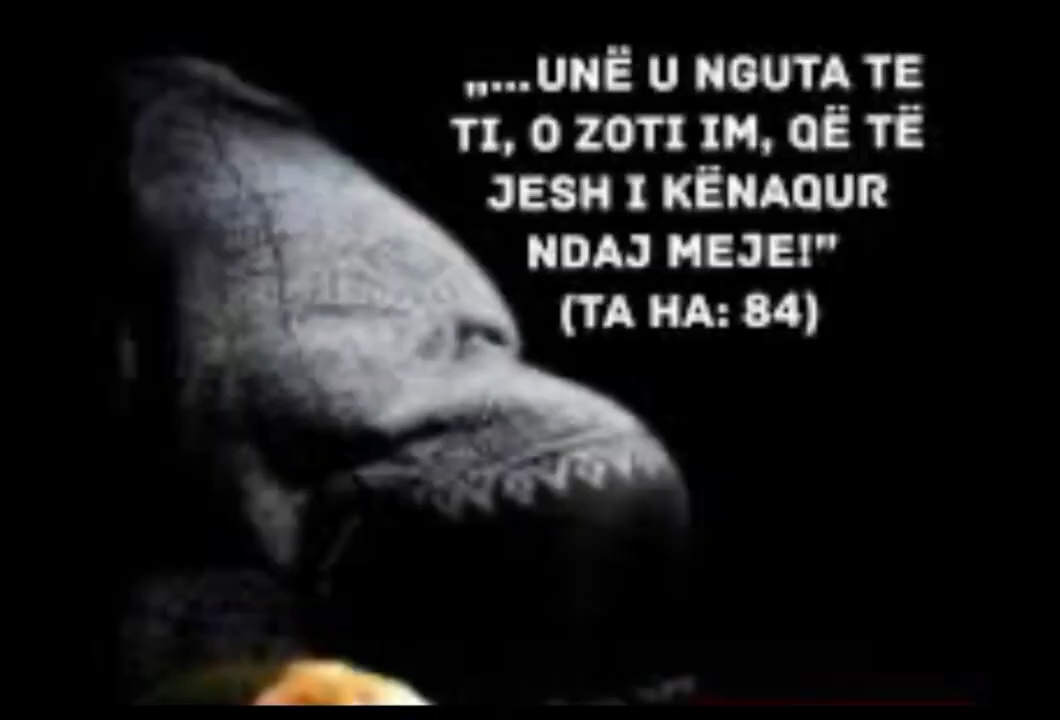 „...UNË U NGUTA TE
TI, O ZOTI IM, QË TË
JESH I KËNAQUR
NDAJ MEJE!”
(TA HA: 84)